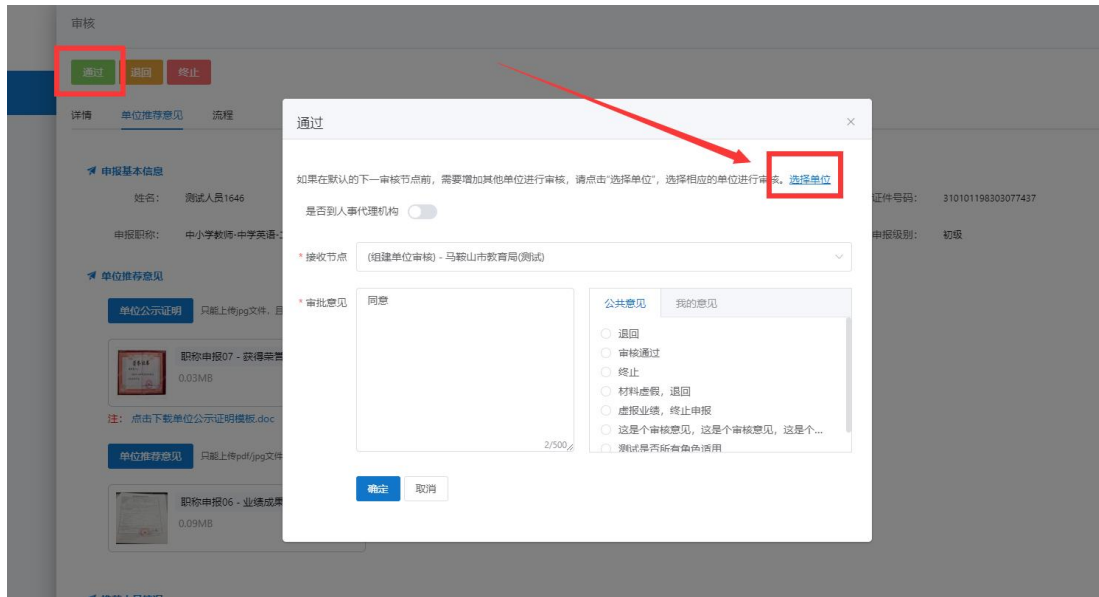 审核
通过 退回 终止
详情 单位推荐意见 流程
申报基本信息
姓名： 测试人员1646
证件号码： 310101198303077437
申报职称： 中小学教师-中学英语-
申报级别： 初级
单位推荐意见
单位公示证明 只能上传jpg文件，且
职称申报07 - 获得荣誉
0.03MB
注： 点击下载单位公示证明模板.doc
单位推荐意见 只能上传pdf/jpg文件
职称申报06 - 业绩成果
0.09MB
通过
如果在默认的下一审核节点前，需要增加其他单位进行审核，请点击“选择单位”，选择相应的单位进行审核。选择单位
是否到人事代理机构
* 接收节点 (组建单位审核) - 马鞍山市教育局(测试)
* 审批意见 同意
2/500
公共意见 我的意见
退回
审核通过
终止
材料虚假，退回
虚报业绩，终止申报
这是个审核意见，这是个审核意见，这是个...
测试是否所有角色适用
确定 取消